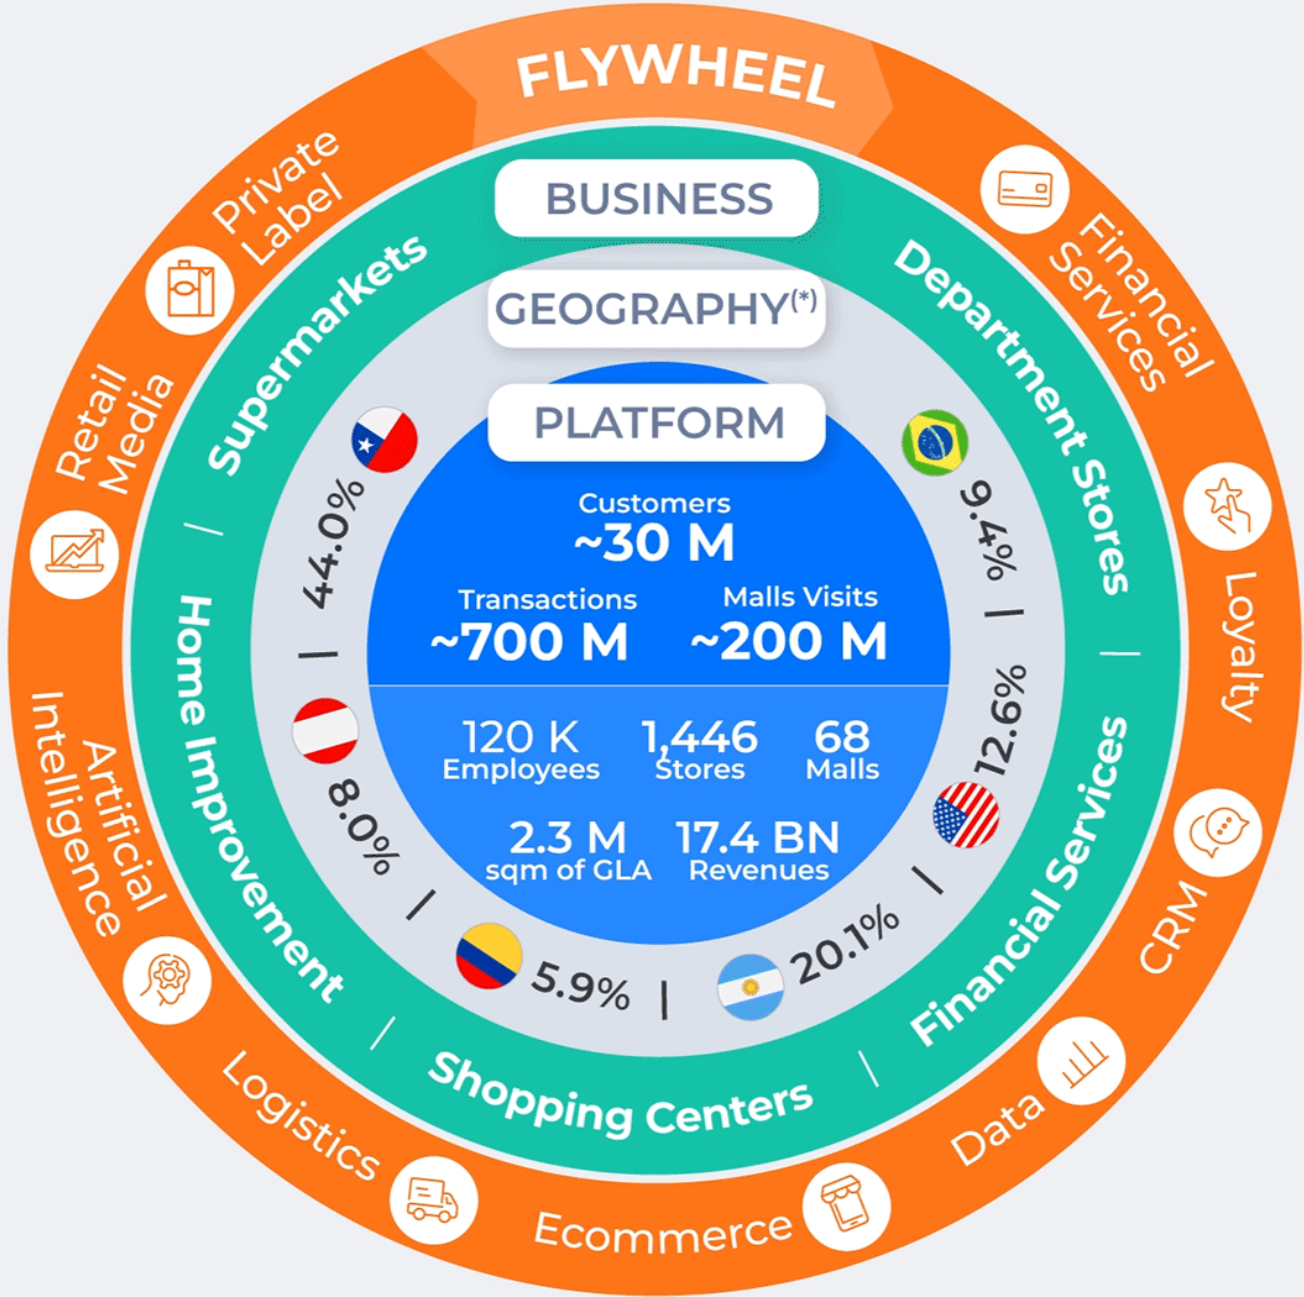 FLYWHEEL
BUSINESS
GEOGRAPHY(*)
PLATFORM
Customers
~30 M
Transactions
~700 M
Malls Visits
~200 M
120 K
Employees
1,446
Stores
68
Malls
2.3 M
sqm of GLA
17.4 BN
Revenues
9.4%
|
12.6%
|
20.1%
|
5.9%
|
8.0%
|
44.0%
Department Stores
|
Financial Services
|
Shopping Centers
|
Home Improvement
|
Supermarkets
Financial
Services
Loyalty
CRM
Data
Ecommerce
Logistics
Artificial
Intelligence
Retail
Media
Private
Label